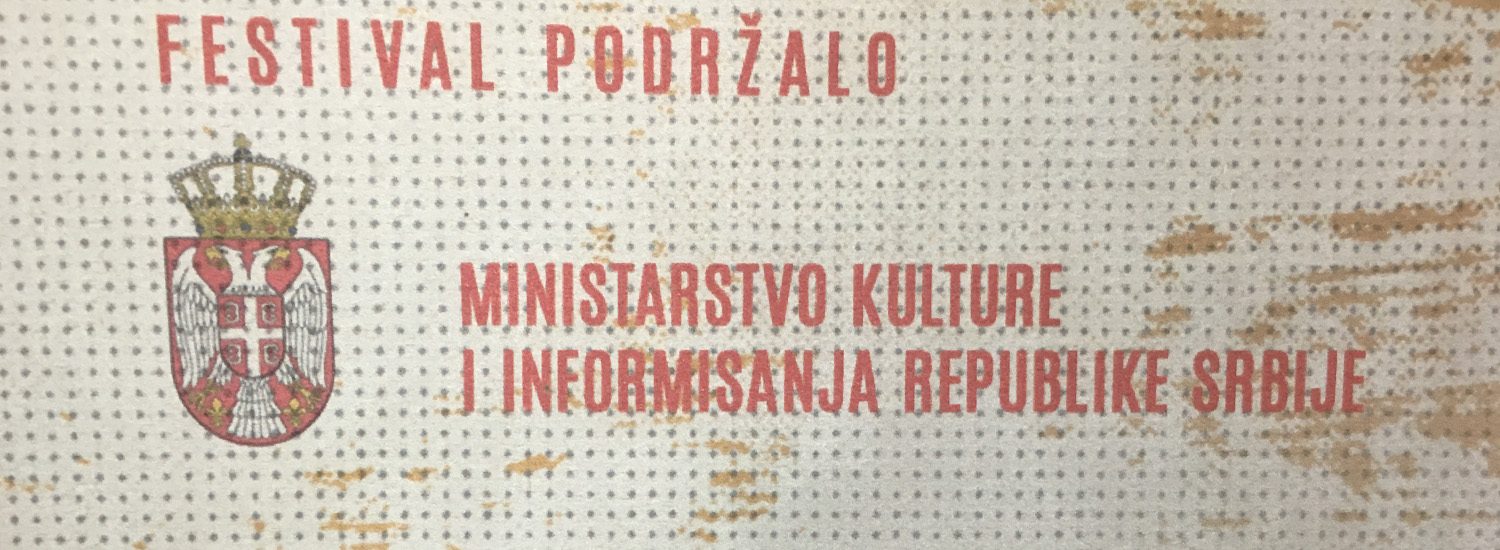 FESTIVAL PODRŽALO
MINISTARSTVO KULTURE
I INFORMISANJA REPUBLIKE SRBIJE